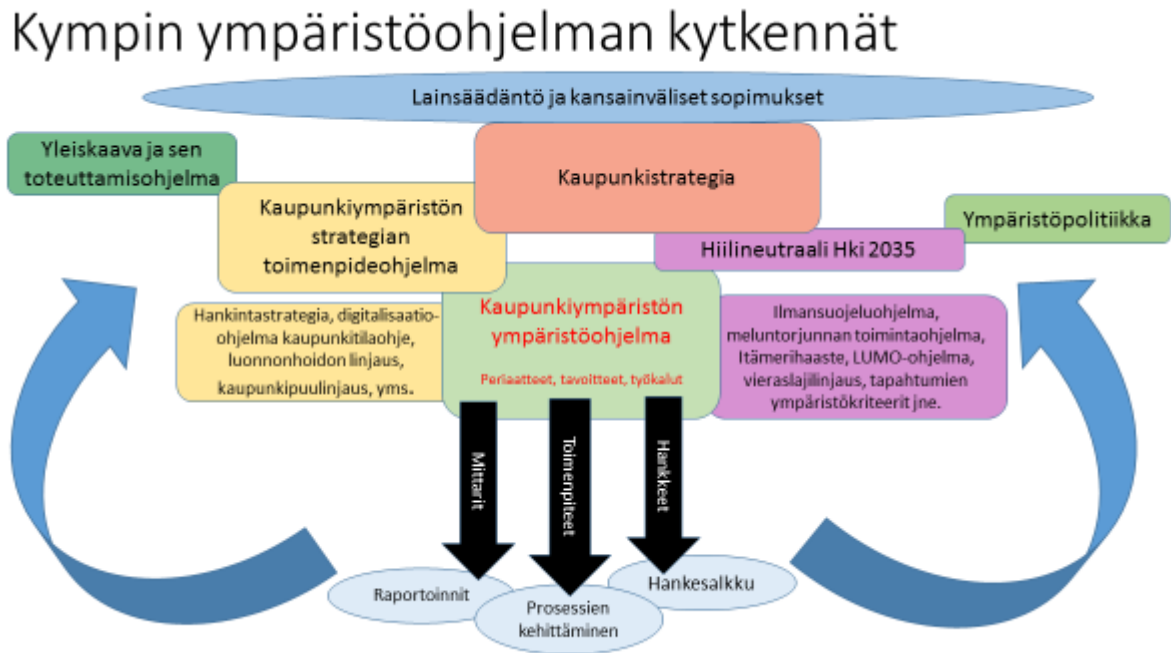 Kympin ympäristöohjelman kytkennät
Lainsäädäntö ja kansainväliset sopimukset
Yleiskaava ja sen
toteuttamisohjelma
Kaupunkistrategia
Kaupunkiympäristön
strategian
toimenpideohjelma
Ympäristöpolitiikka
Hiilineutraali Hki 2035
Hankintastrategia, digitalisaatio-
ohjelma kaupunkitilaohje,
luonnonhoidon linjaus,
kaupunkipuulinjaus, yms.
Kaupunkiympäristön
ympäristöohjelma
Periaatteet, tavoitteet, työkalut
Ilmansuojeluohjelma,
meluntorjunnan toimintaohjelma,
Itämerihaaste, LUMO-ohjelma,
vieraslajilinjaus, tapahtumien
ympäristökriteerit jne.
Mittarit
Toimenpiteet
Hankkeet
Raportoinnit
Prosessien
kehittäminen
Hankesalkku